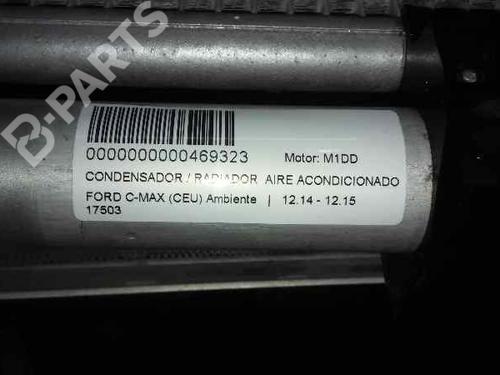 B-PARTS
0000000000469323 Motor: M1DD
CONDENSADOR / RADIADOR AIRE ACONDICIONADO
FORD C-MAX (CEU) Ambiente | 12.14 - 12.15
17503